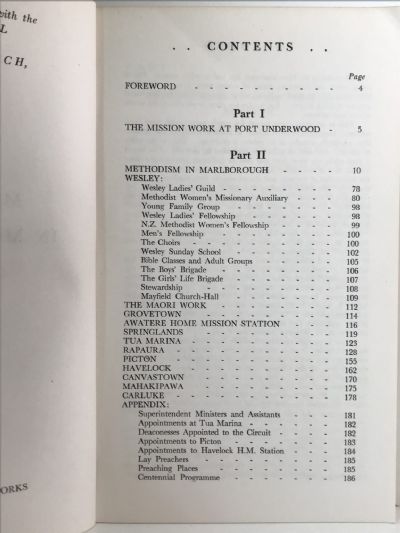 with the
L
CH,
ORKS
. . CONTENTS . .
Page
FOREWORD - - - - - - - - - - 4
Part I
THE MISSION WORK AT PORT UNDERWOOD - 5
Part II
METHODISM IN MARLBOROUGH - - - - 10
WESLEY:
Wesley Ladies' Guild - - - - - - - 78
Methodist Women's Missionary Auxiliary - - 80
Young Family Group - - - - - - 98
Wesley Ladies' Fellowship - - - - - 98
N.Z. Methodist Women's Fellowship - - - 99
Men's Fellowship - - - - - - - 100
The Choirs - - - - - - - - 100
Wesley Sunday School - - - - - - 102
Bible Classes and Adult Groups - - - - 105
The Boys' Brigade - - - - - - - 106
The Girls' Life Brigade - - - - - - 107
Stewardship - - - - - - - - 108
Mayfield Church-Hall - - - - - - 109
THE MAORI WORK - - - - - - - 112
GROVETOWN - - - - - - - - 114
AWATERE HOME MISSION STATION - - - - 116
SPRINGLANDS - - - - - - - - 119
TUA MARINA - - - - - - - - 123
RAPAURA - - - - - - - - - 128
PICTON - - - - - - - - - 155
HAVELOCK - - - - - - - - 162
CANVASTOWN - - - - - - - - 170
MAHAKIPAWA - - - - - - - - 175
CARLUKE - - - - - - - - - 178
APPENDIX:
Superintendent Ministers and Assistants - - 181
Appointments at Tua Marina - - - - - 182
Deaconesses Appointed to the Circuit - - - 182
Appointments to Picton - - - - - - 183
Appointments to Havelock H.M. Station - - 184
Lay Preachers - - - - - - - 185
Preaching Places - - - - - - - 185
Centennial Programme - - - - - - 186